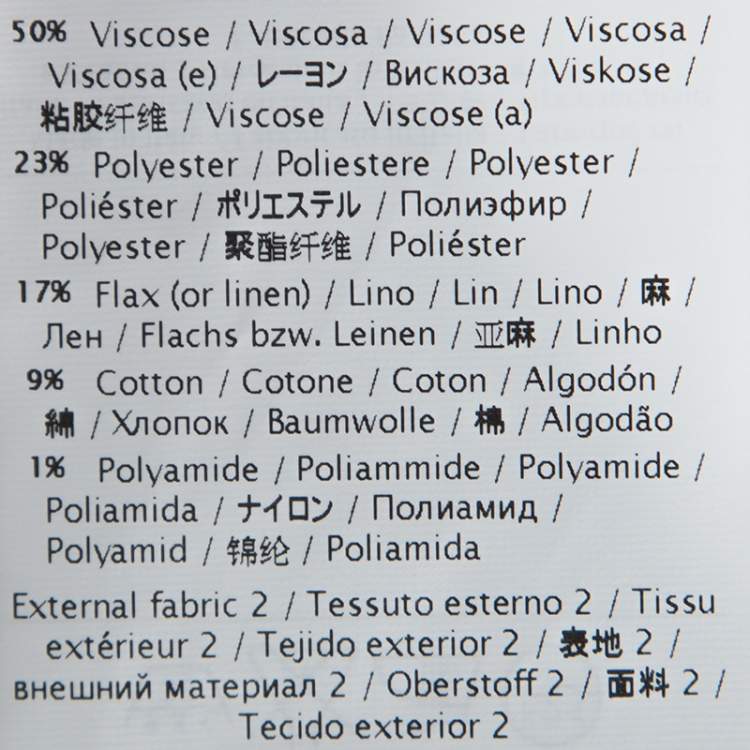 50% Viscose / Viscosa / Viscose / Viscosa /
Viscosa (e) / レーヨン / Вискоза / Viskose /
粘胶纤维 / Viscose / Viscose (a)
23% Polyester / Poliestere / Polyester /
Poliéster / ポリエステル / Полиэфир /
Polyester / 聚酯纤维 / Poliéster
17% Flax (or linen) / Lino / Lin / Lino / 麻 /
Лен / Flachs bzw. Leinen / 亚麻 / Linho
9% Cotton / Cotone / Coton / Algodón /
綿 / Хлопок / Baumwolle / 棉 / Algodão
1% Polyamide / Poliammide / Polyamide /
Poliamida / ナイロン / Полиамид /
Polyamid / 锦纶 / Poliamida
External fabric 2 / Tessuto esterno 2 / Tissu
extérieur 2 / Tejido exterior 2 / 表地 2 /
внешний материал 2 / Oberstoff 2 / 面料 2 /
Tecido exterior 2